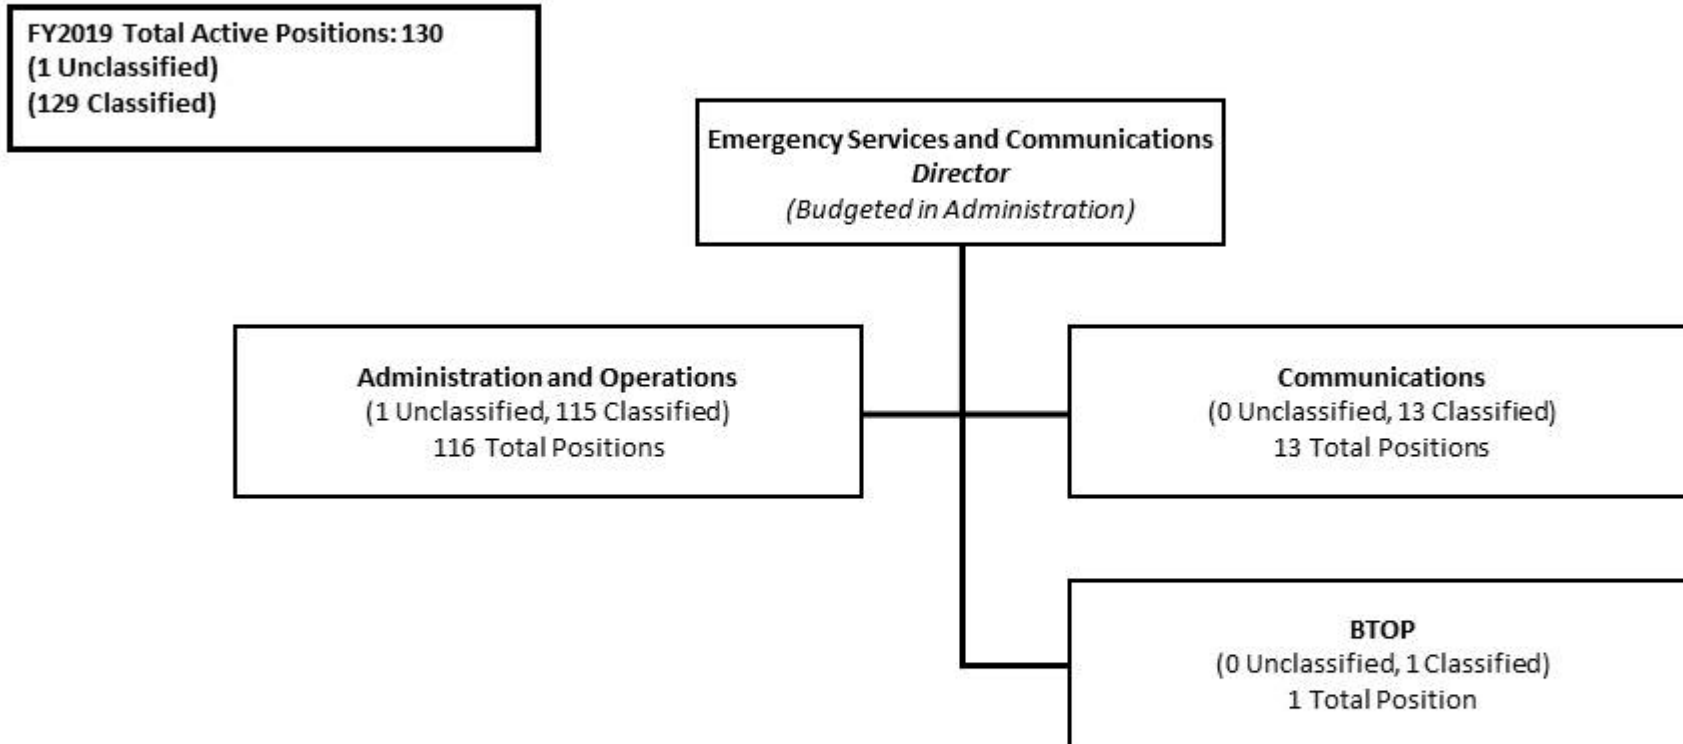 FY2019 Total Active Positions: 130
(1 Unclassified)
(129 Classified)
Emergency Services and Communications
Director
(Budgeted in Administration)
Administration and Operations
(1 Unclassified, 115 Classified)
116 Total Positions
Communications
(0 Unclassified, 13 Classified)
13 Total Positions
BTOP
(0 Unclassified, 1 Classified)
1 Total Position